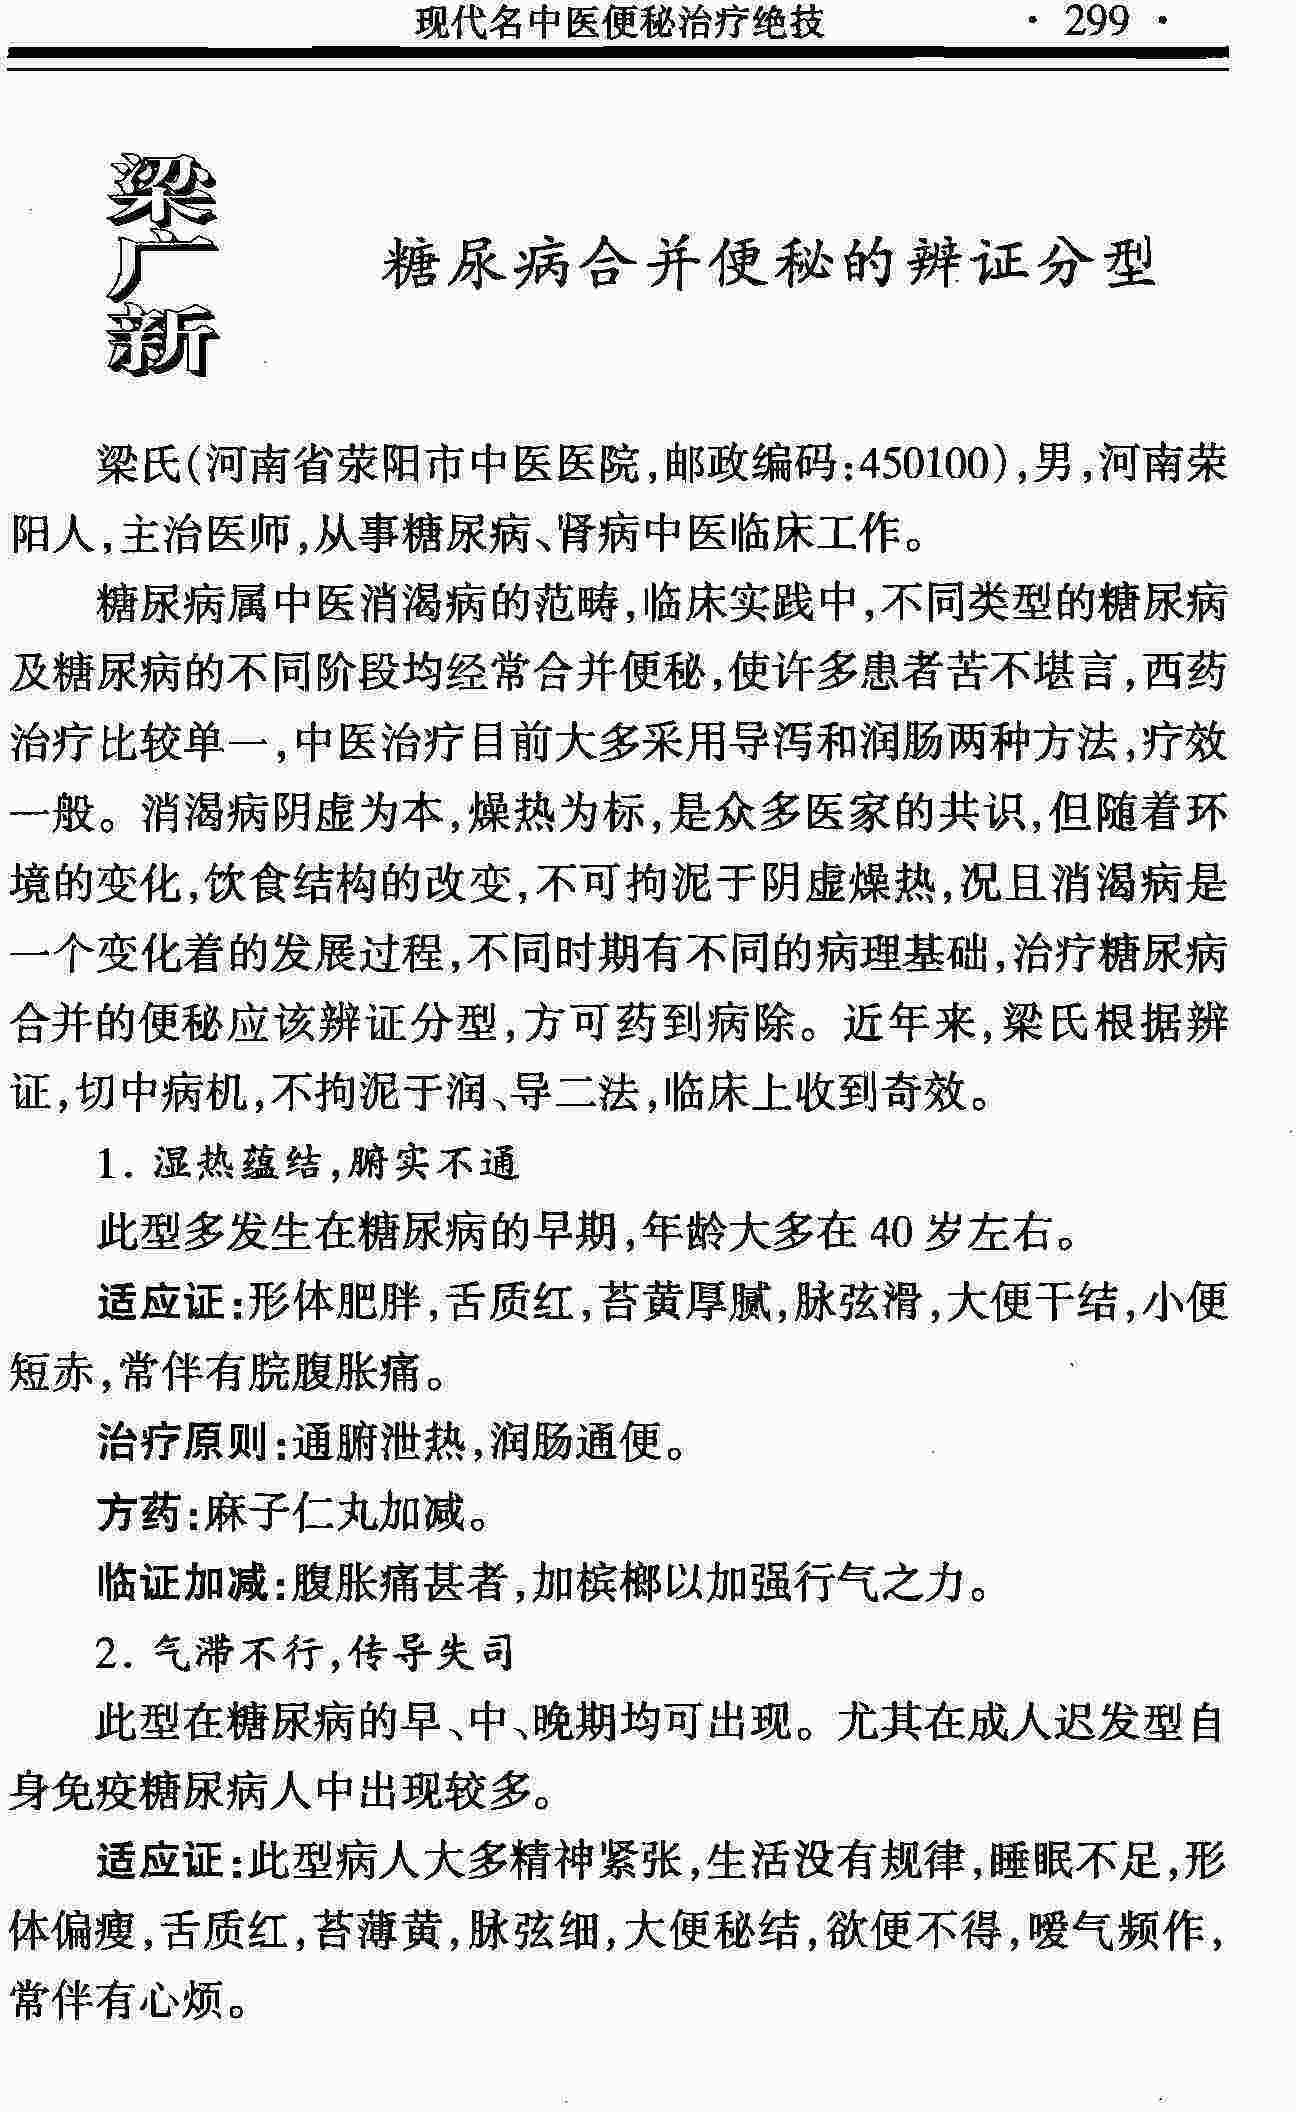 现代名中医便秘治疗绝技
· 299 ·
梁广新
糖尿病合并便秘的辨证分型
梁氏(河南省荥阳市中医医院,邮政编码:450100),男,河南荥
阳人,主治医师,从事糖尿病、肾病中医临床工作。
糖尿病属中医消渴病的范畴,临床实践中,不同类型的糖尿病
及糖尿病的不同阶段均经常合并便秘,使许多患者苦不堪言,西药
治疗比较单一,中医治疗目前大多采用导泻和润肠两种方法,疗效
一般。消渴病阴虚为本,燥热为标,是众多医家的共识,但随着环
境的变化,饮食结构的改变,不可拘泥于阴虚燥热,况且消渴病是
一个变化着的发展过程,不同时期有不同的病理基础,治疗糖尿病
合并的便秘应该辨证分型,方可药到病除。近年来,梁氏根据辨
证,切中病机,不拘泥于润、导二法,临床上收到奇效。
1. 湿热蕴结,腑实不通
此型多发生在糖尿病的早期,年龄大多在 40 岁左右。
适应证:形体肥胖,舌质红,苔黄厚腻,脉弦滑,大便干结,小便
短赤,常伴有脘腹胀痛。
治疗原则:通腑泄热,润肠通便。
方药:麻子仁丸加减。
临证加减:腹胀痛甚者,加槟榔以加强行气之力。
2. 气滞不行,传导失司
此型在糖尿病的早、中、晚期均可出现。尤其在成人迟发型自
身免疫糖尿病人中出现较多。
适应证:此型病人大多精神紧张,生活没有规律,睡眠不足,形
体偏瘦,舌质红,苔薄黄,脉弦细,大便秘结,欲便不得,嗳气频作,
常伴有心烦。